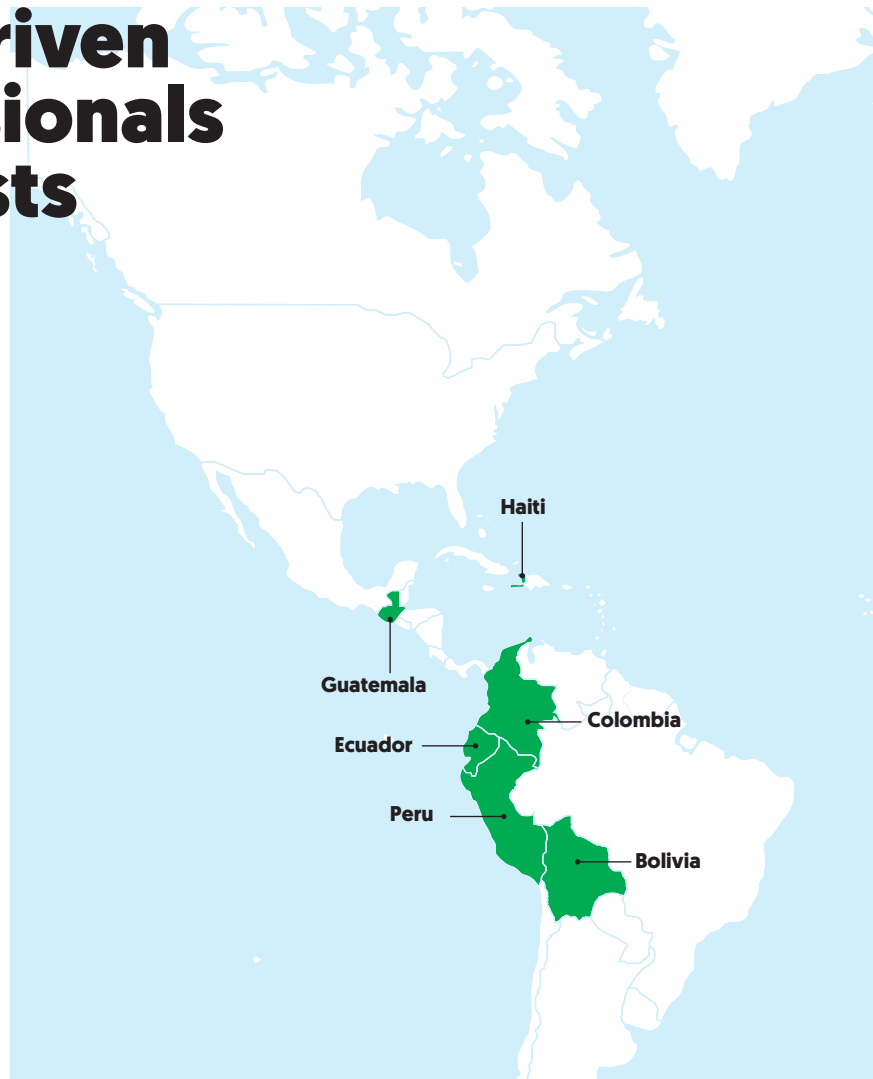 riven
ionals
sts
Haiti
Guatemala
Colombia
Ecuador
Peru
Bolivia